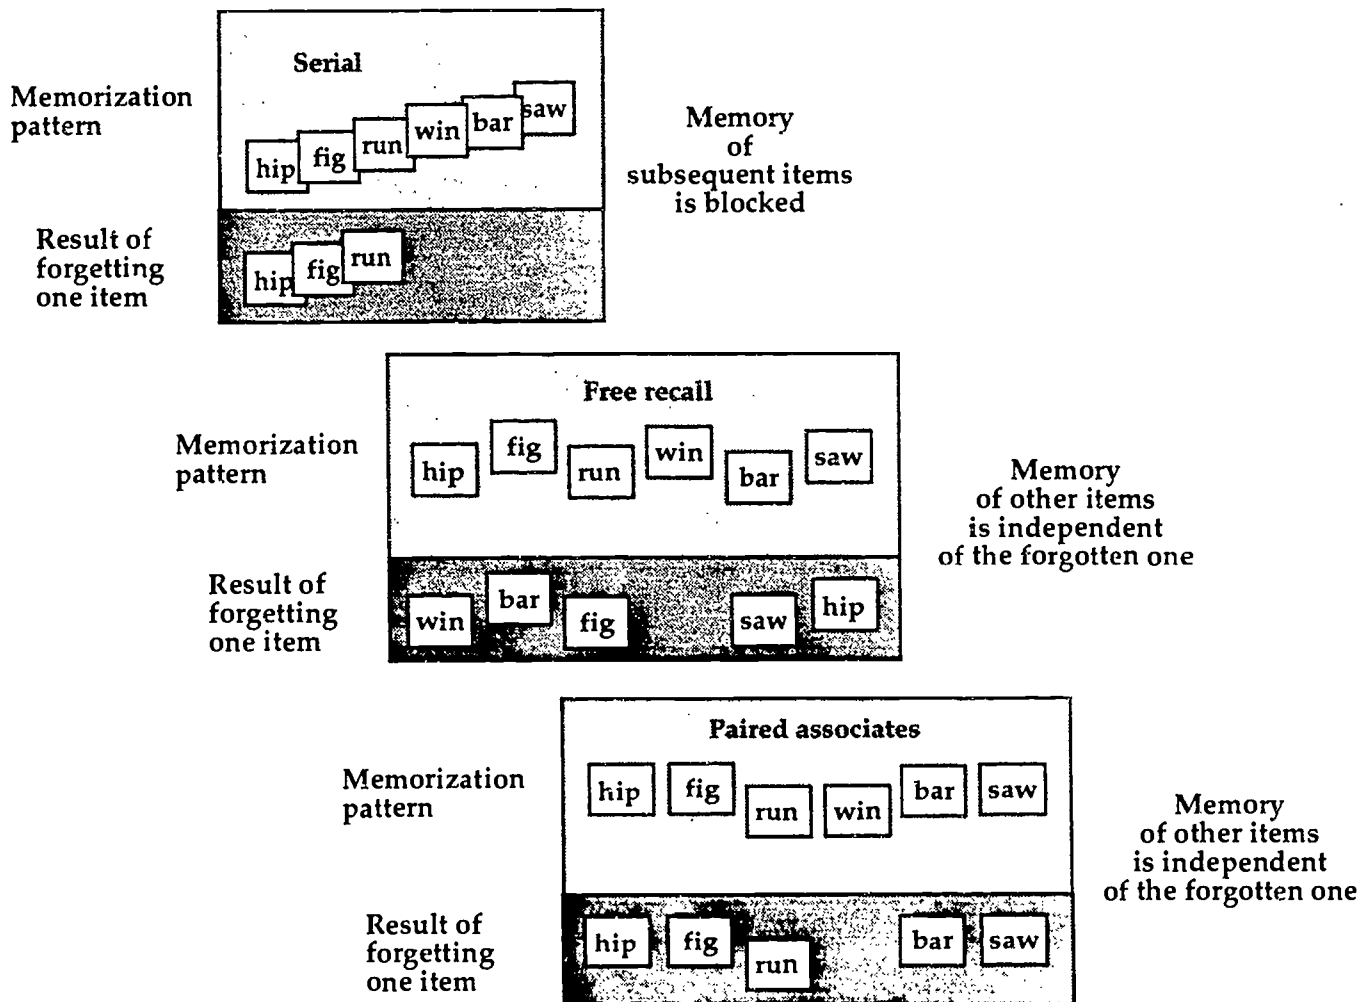 Serial
Memorization
pattern
hip fig run win bar saw
Memory
of
subsequent items
is blocked
Result of
forgetting
one item
hip fig run
Free recall
Memorization
pattern
hip fig run win bar saw
Memory
of other items
is independent
of the forgotten one
Result of
forgetting
one item
win bar fig saw hip
Paired associates
Memorization
pattern
hip fig run win bar saw
Memory
of other items
is independent
of the forgotten one
Result of
forgetting
one item
hip fig run bar saw